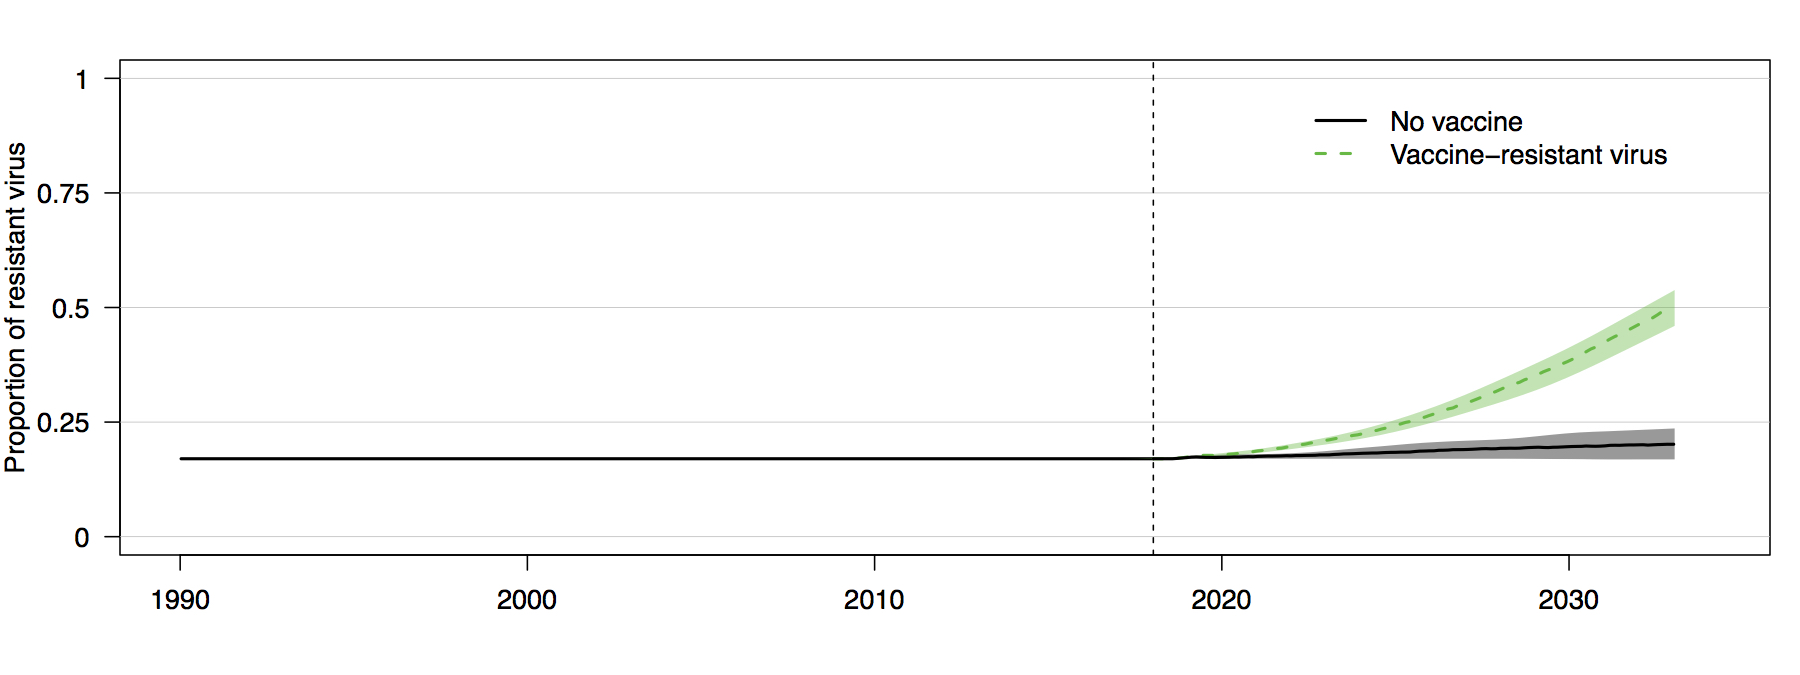 Proportion of resistant virus
1
0.75
0.5
0.25
0
No vaccine
Vaccine−resistant virus
1990 2000 2010 2020 2030